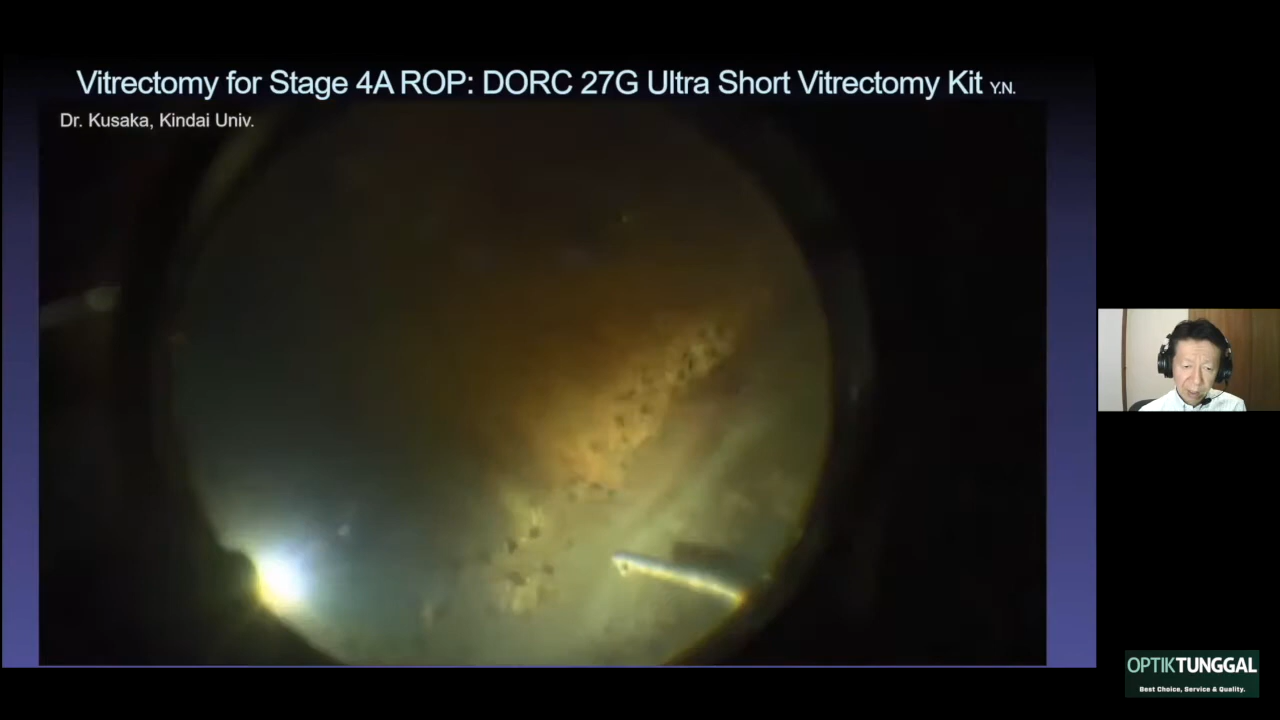 Vitrectomy for Stage 4A ROP: DORC 27G Ultra Short Vitrectomy Kit Y.N.
Dr. Kusaka, Kindai Univ.
OPTIKTUNGGAL
Best Choice, Service & Quality.